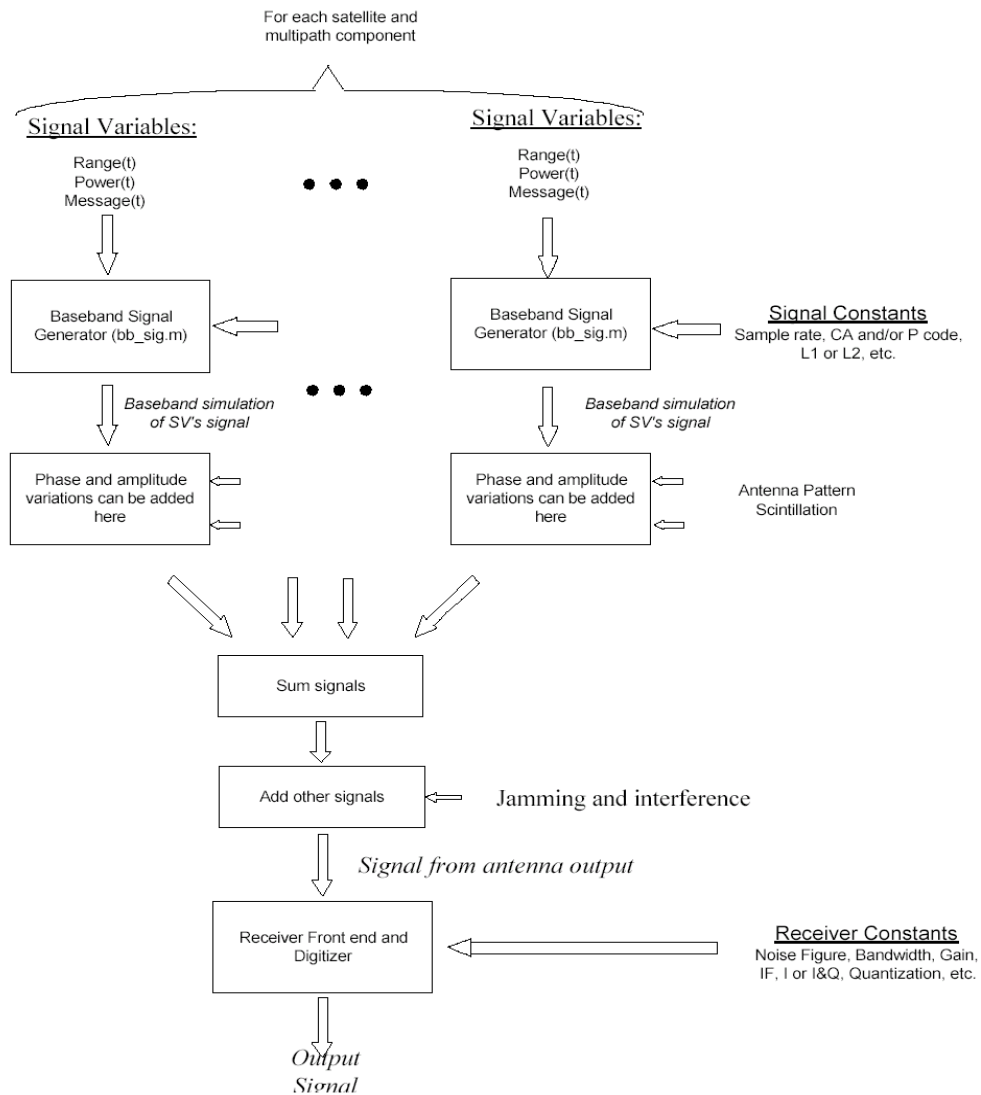 For each satellite and
multipath component
Signal Variables:
Range(t)
Power(t)
Message(t)
Signal Variables:
Range(t)
Power(t)
Message(t)
Baseband Signal
Generator (bb_sig.m)
Baseband Signal
Generator (bb_sig.m)
Signal Constants
Sample rate, CA and/or P code,
L1 or L2, etc.
Baseband simulation
of SV's signal
Baseband simulation
of SV's signal
Phase and amplitude
variations can be added
here
Phase and amplitude
variations can be added
here
Antenna Pattern
Scintillation
Sum signals
Add other signals
Jamming and interference
Signal from antenna output
Receiver Front end and
Digitizer
Receiver Constants
Noise Figure, Bandwidth, Gain,
IF, I or I&Q, Quantization, etc.
Output
Signal